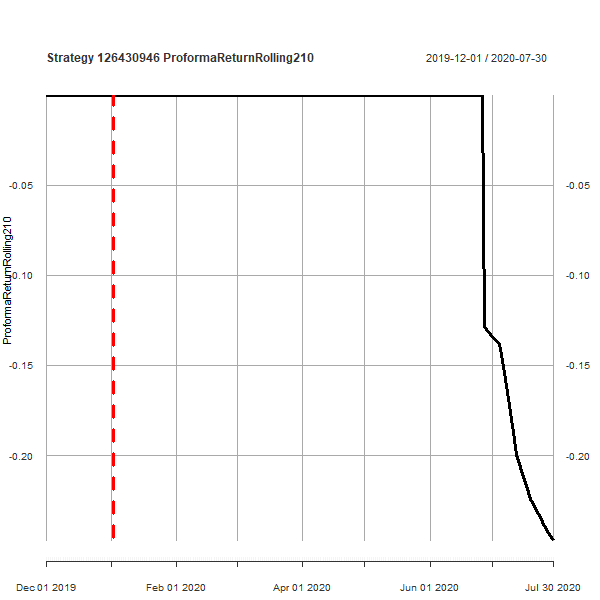 Strategy 126430946 ProformaReturnRolling210
2019-12-01 / 2020-07-30
-0.05
-0.05
-0.10
-0.10
ProformaReturnRolling210
-0.15
-0.15
-0.20
-0.20
Dec 01 2019
Feb 01 2020
Apr 01 2020
Jun 01 2020
Jul 30 2020